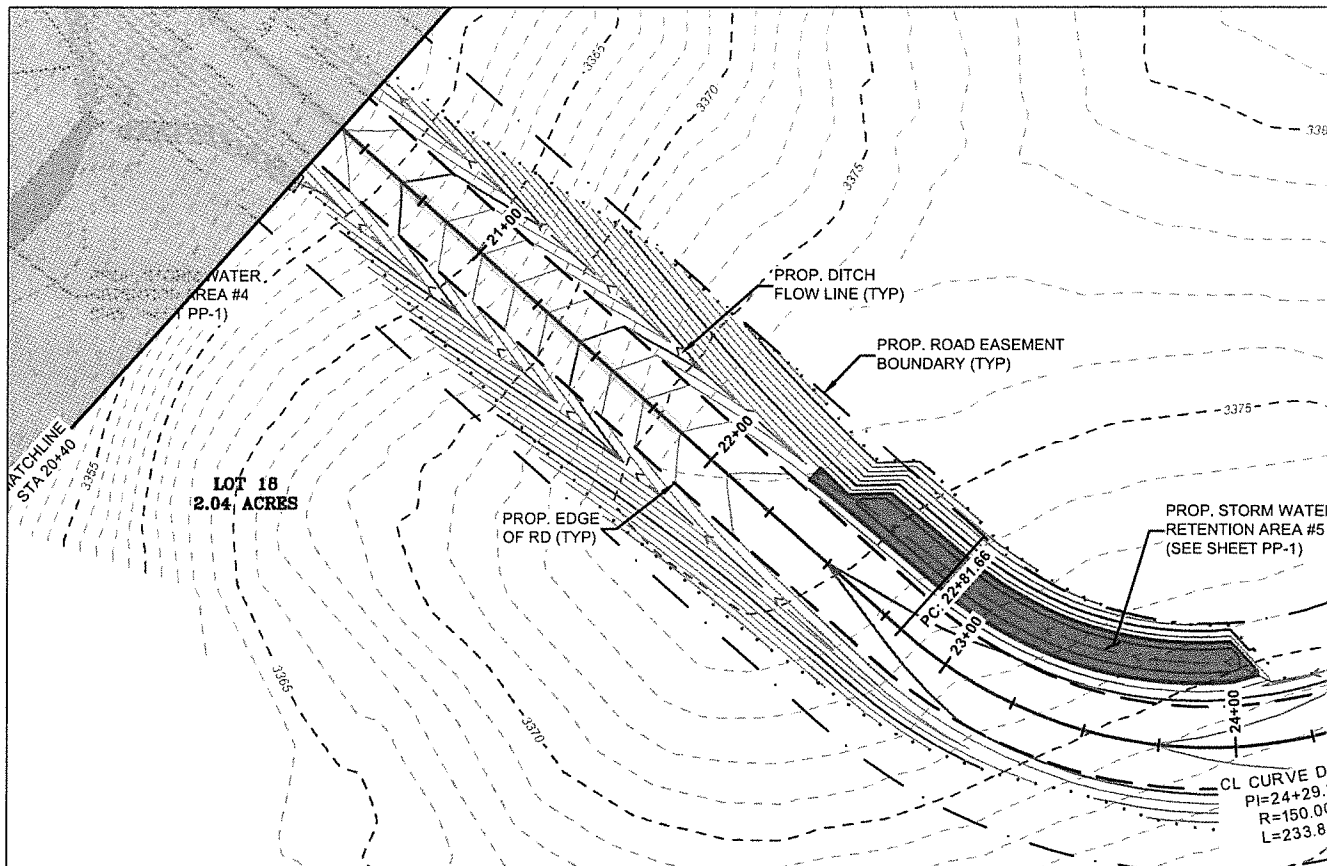 3365
3370
3375
338
21+00
WATER
AREA #4
PP-1)
PROP. DITCH
FLOW LINE (TYP)
PROP. ROAD EASEMENT
BOUNDARY (TYP)
3375
22+00
ATCHLINE
STA 20+40
3355
LOT 18
2.04 ACRES
PROP. EDGE
OF RD (TYP)
PROP. STORM WATER
RETENTION AREA #5
(SEE SHEET PP-1)
PC: 22+81.66
23+00
3365
3370
24+00
CL CURVE D
PI=24+29.
R=150.00
L=233.8